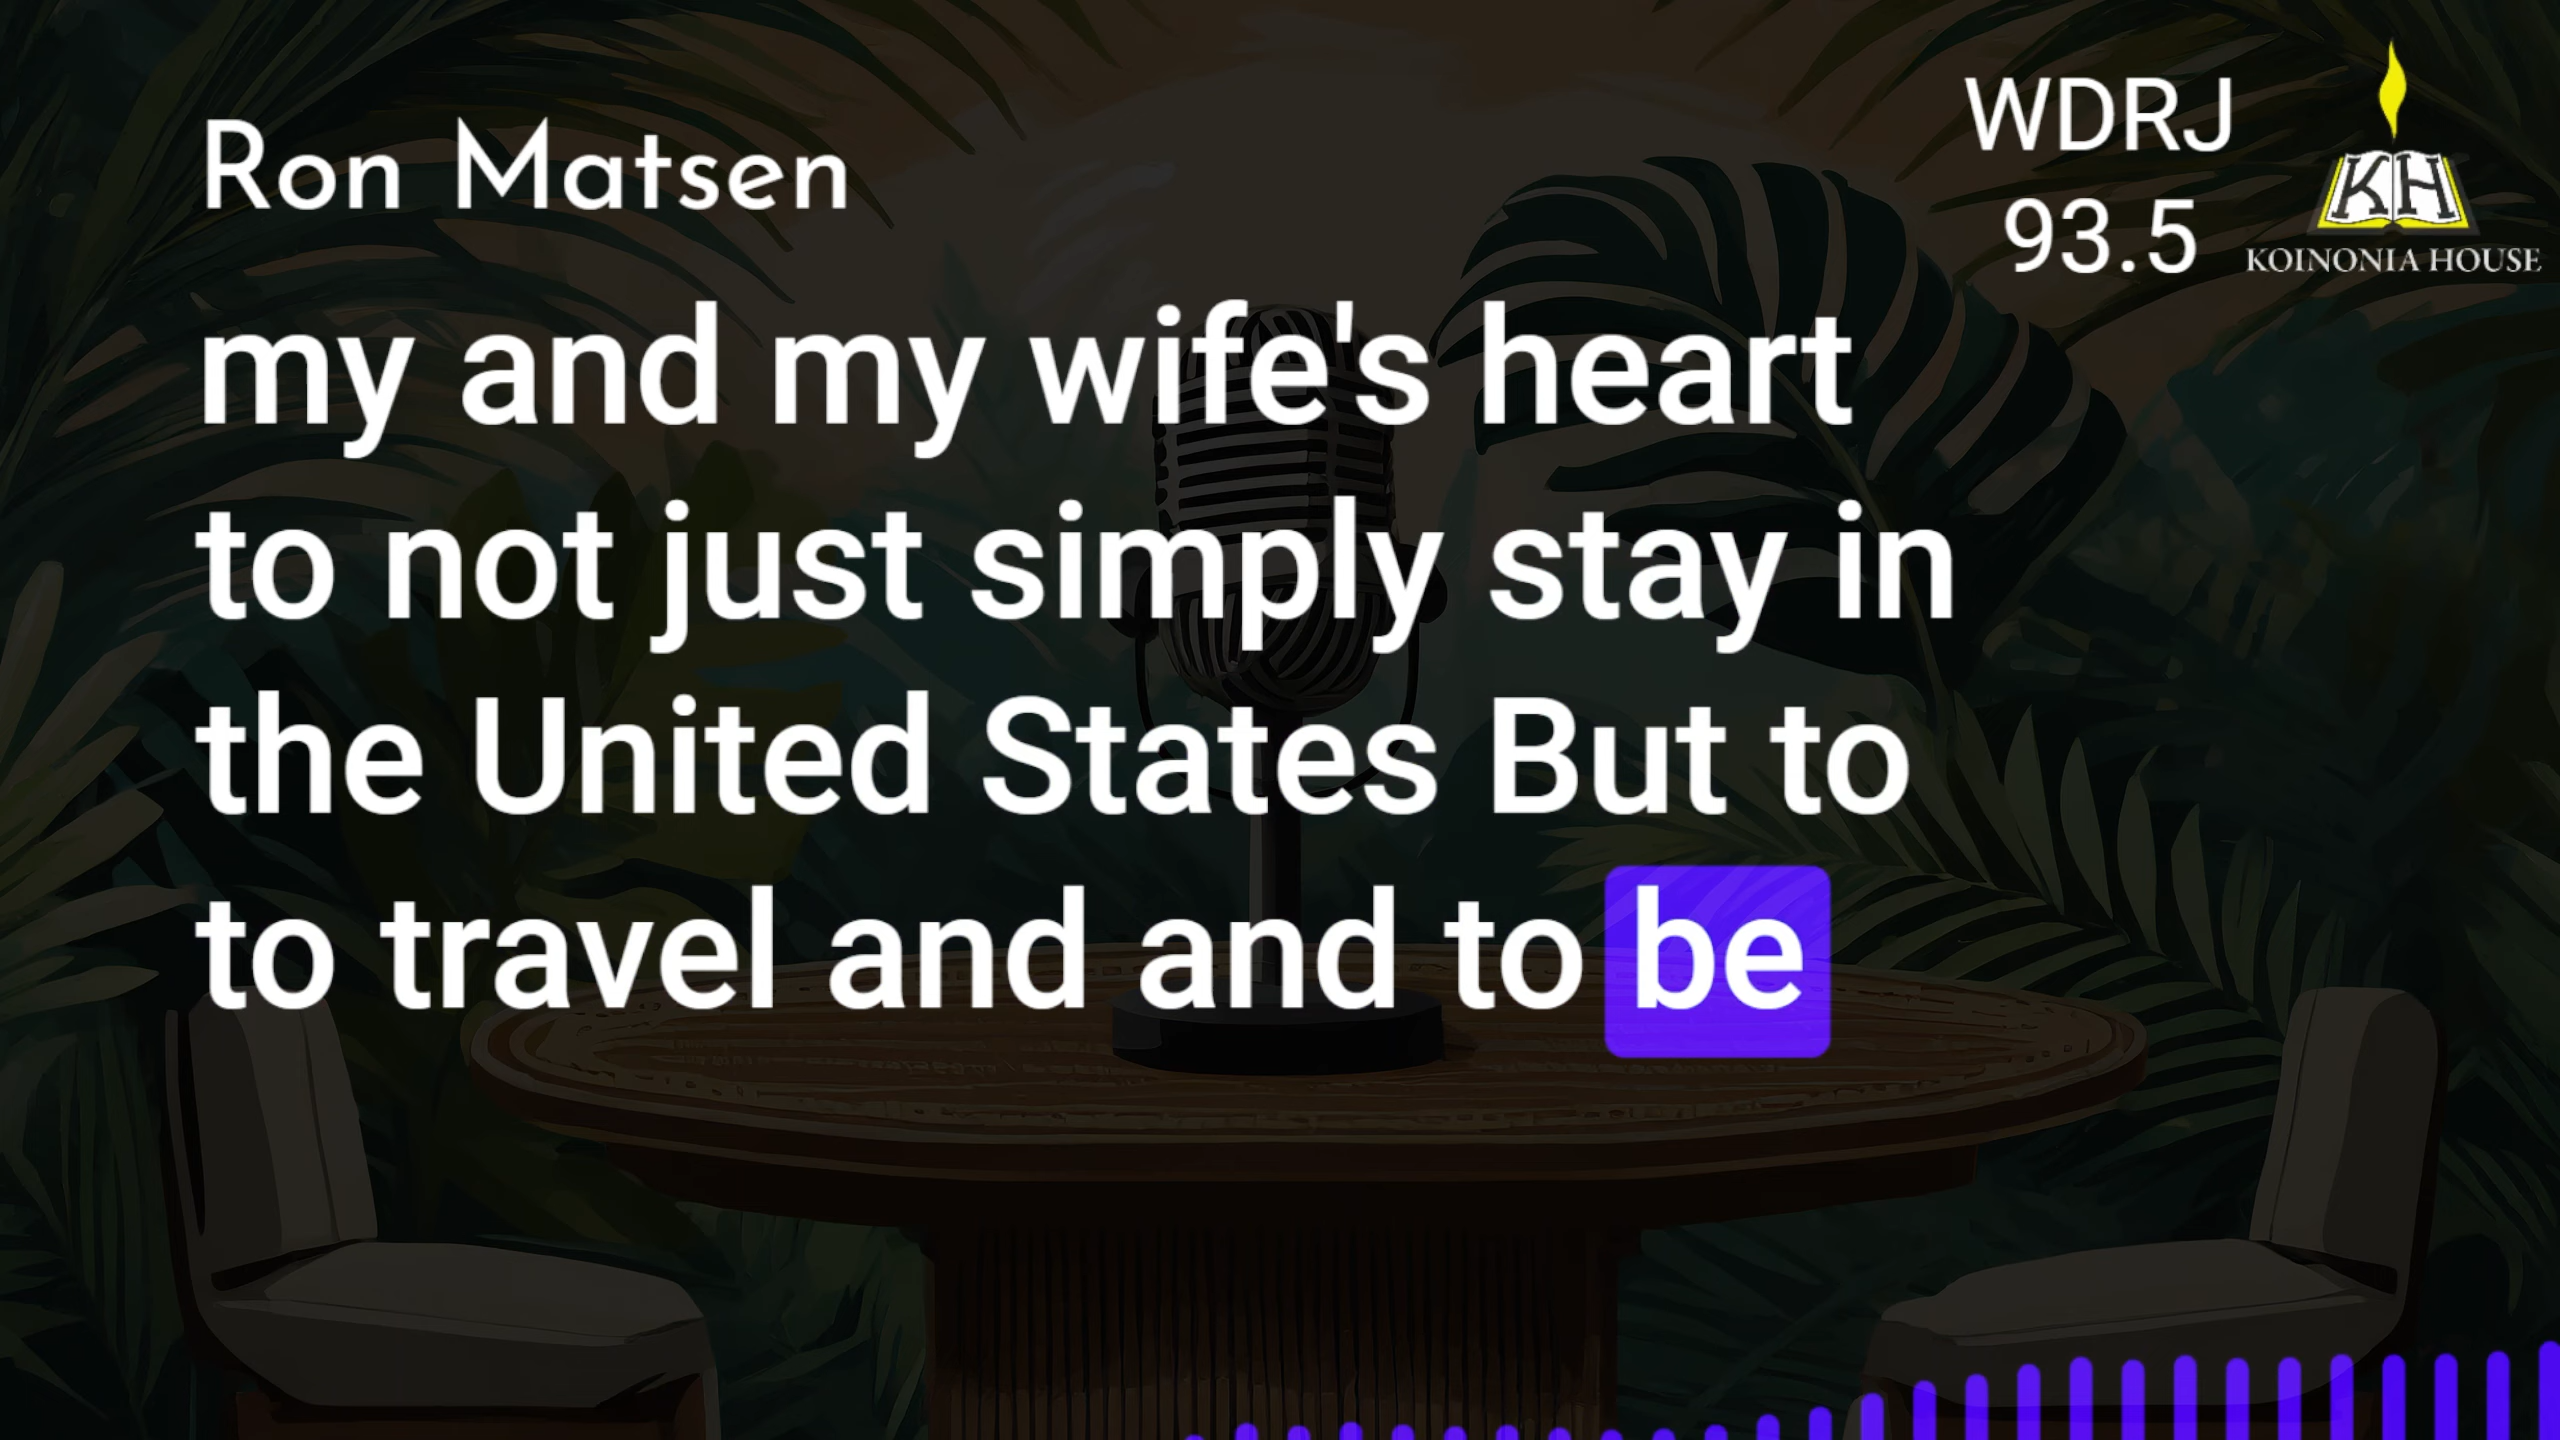 Ron Matsen
WDRJ
93.5
KH
KOINONIA HOUSE
my and my wife's heart
to not just simply stay in
the United States But to
to travel and and to be